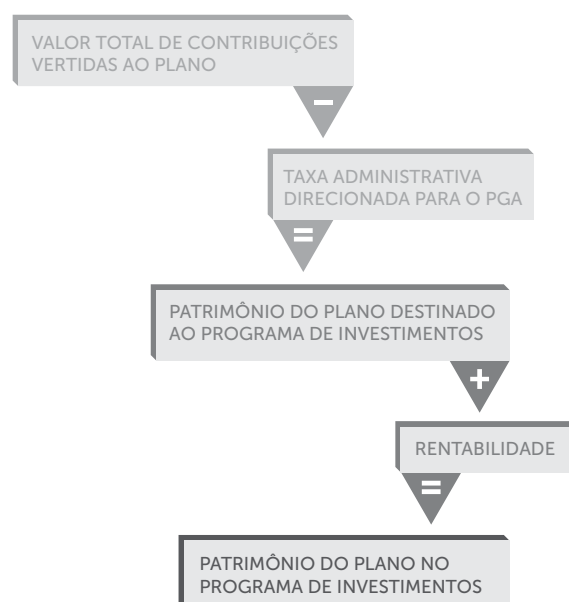 VALOR TOTAL DE CONTRIBUIÇÕES
VERTIDAS AO PLANO
−
TAXA ADMINISTRATIVA
DIRECIONADA PARA O PGA
=
PATRIMÔNIO DO PLANO DESTINADO
AO PROGRAMA DE INVESTIMENTOS
+
RENTABILIDADE
=
PATRIMÔNIO DO PLANO NO
PROGRAMA DE INVESTIMENTOS